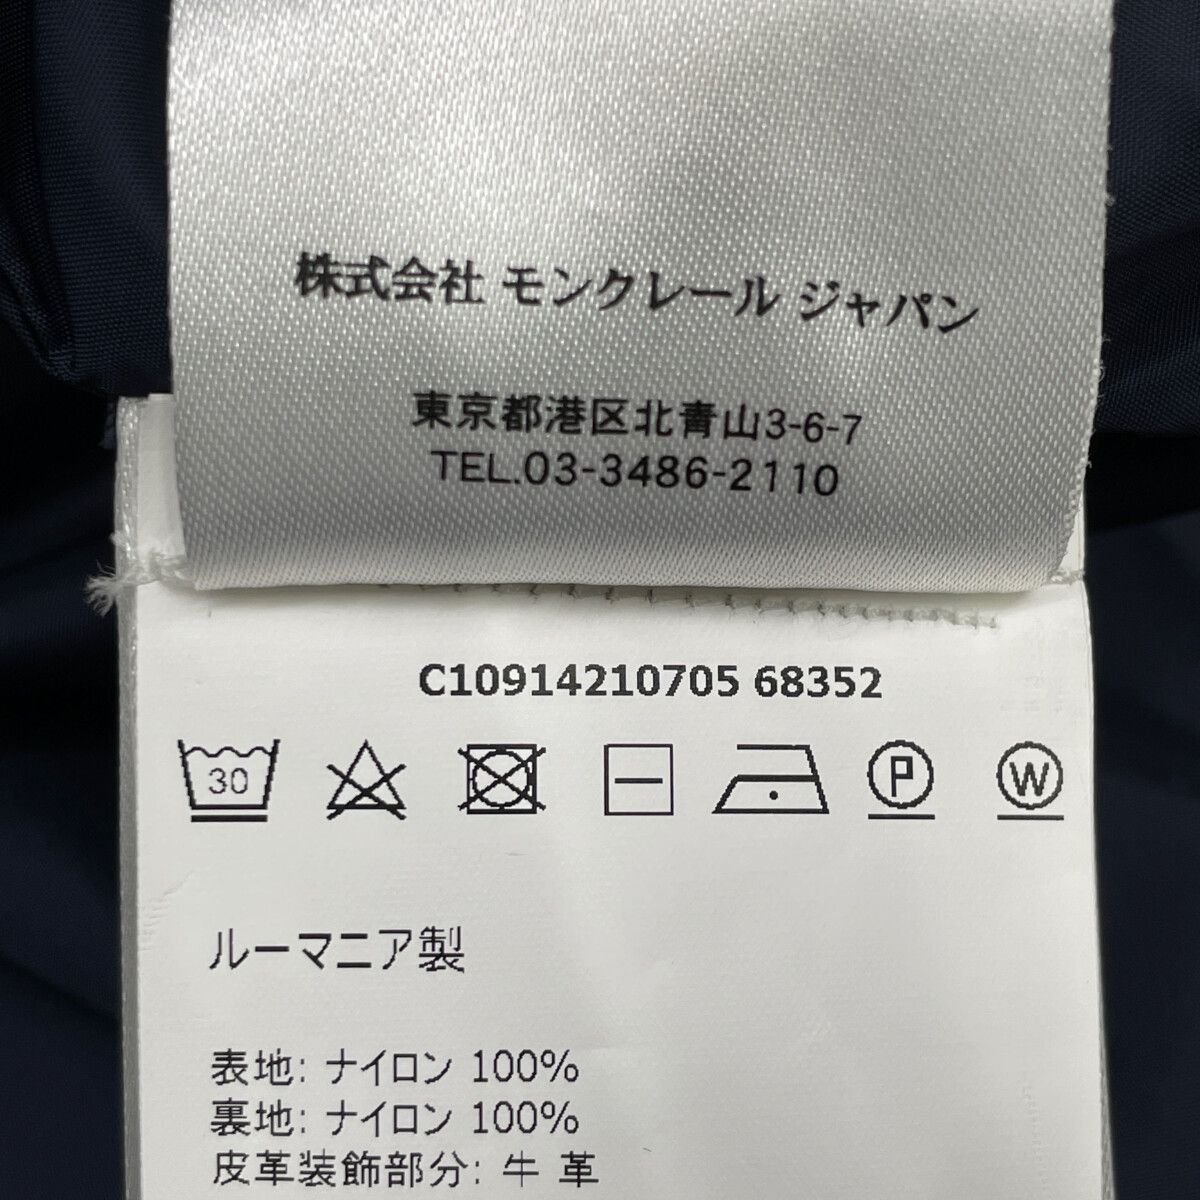 株式会社 モンクレール ジャパン
東京都港区北青山3-6-7
TEL.03-3486-2110
C10914210705 68352
30 P W
ルーマニア製
表地: ナイロン 100%
裏地: ナイロン 100%
皮革装飾部分: 牛 革